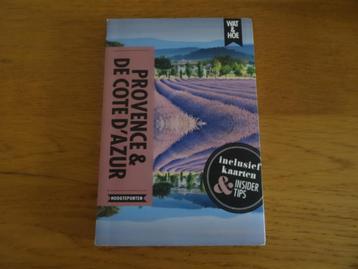 WAT
& HOE
PROVENCE &
DE COTE D'AZUR
HOOGTEPUNTEN
inclusief
kaarten
& INSIDER
TIPS